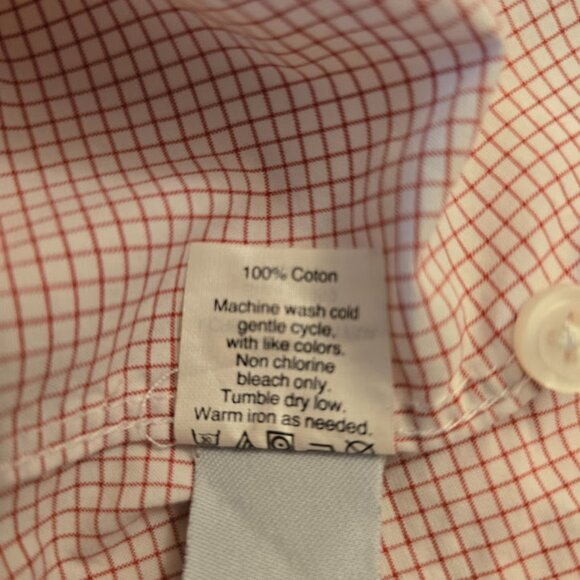 100% Coton
Machine wash cold
gentle cycle,
with like colors.
Non chlorine
bleach only.
Tumble dry low.
Warm iron as needed.